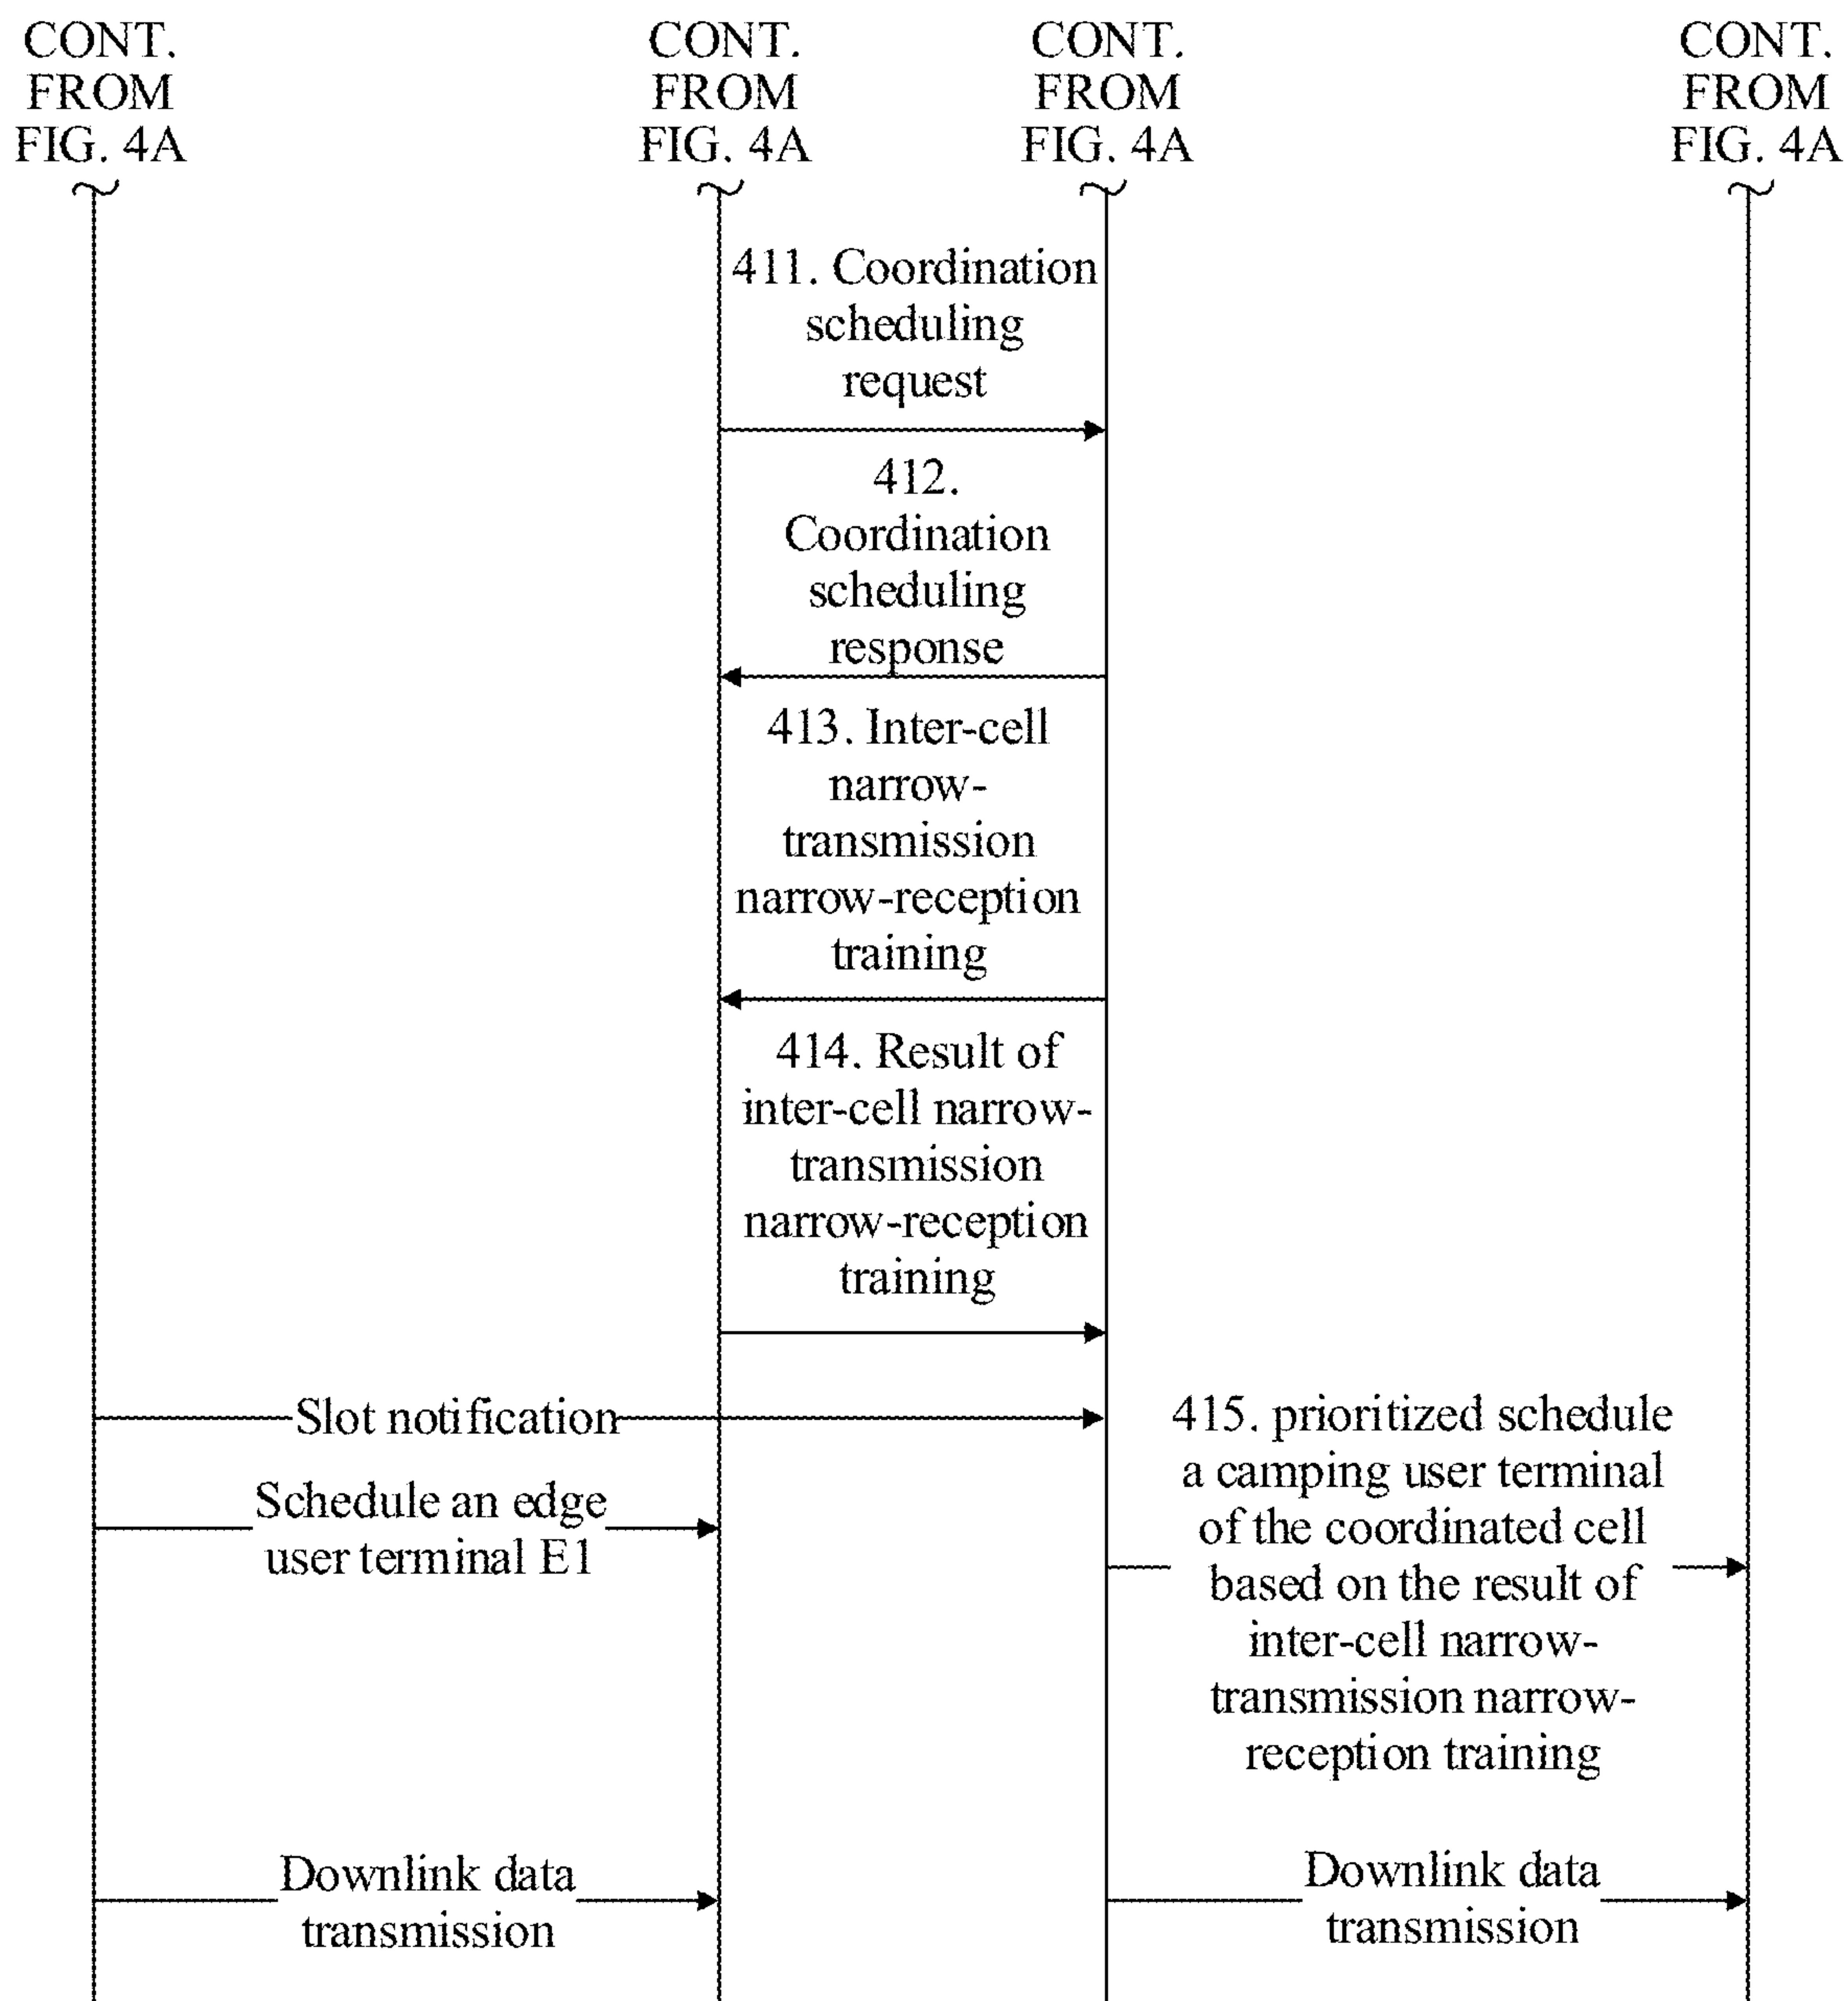 CONT.
FROM
FIG. 4A
CONT.
FROM
FIG. 4A
CONT.
FROM
FIG. 4A
CONT.
FROM
FIG. 4A
411. Coordination
scheduling
request
412.
Coordination
scheduling
response
413. Inter-cell
narrow-
transmission
narrow-reception
training
414. Result of
inter-cell narrow-
transmission
narrow-reception
training
Slot notification
Schedule an edge
user terminal E1
415. prioritized schedule
a camping user terminal
of the coordinated cell
based on the result of
inter-cell narrow-
transmission narrow-
reception training
Downlink data
transmission
Downlink data
transmission